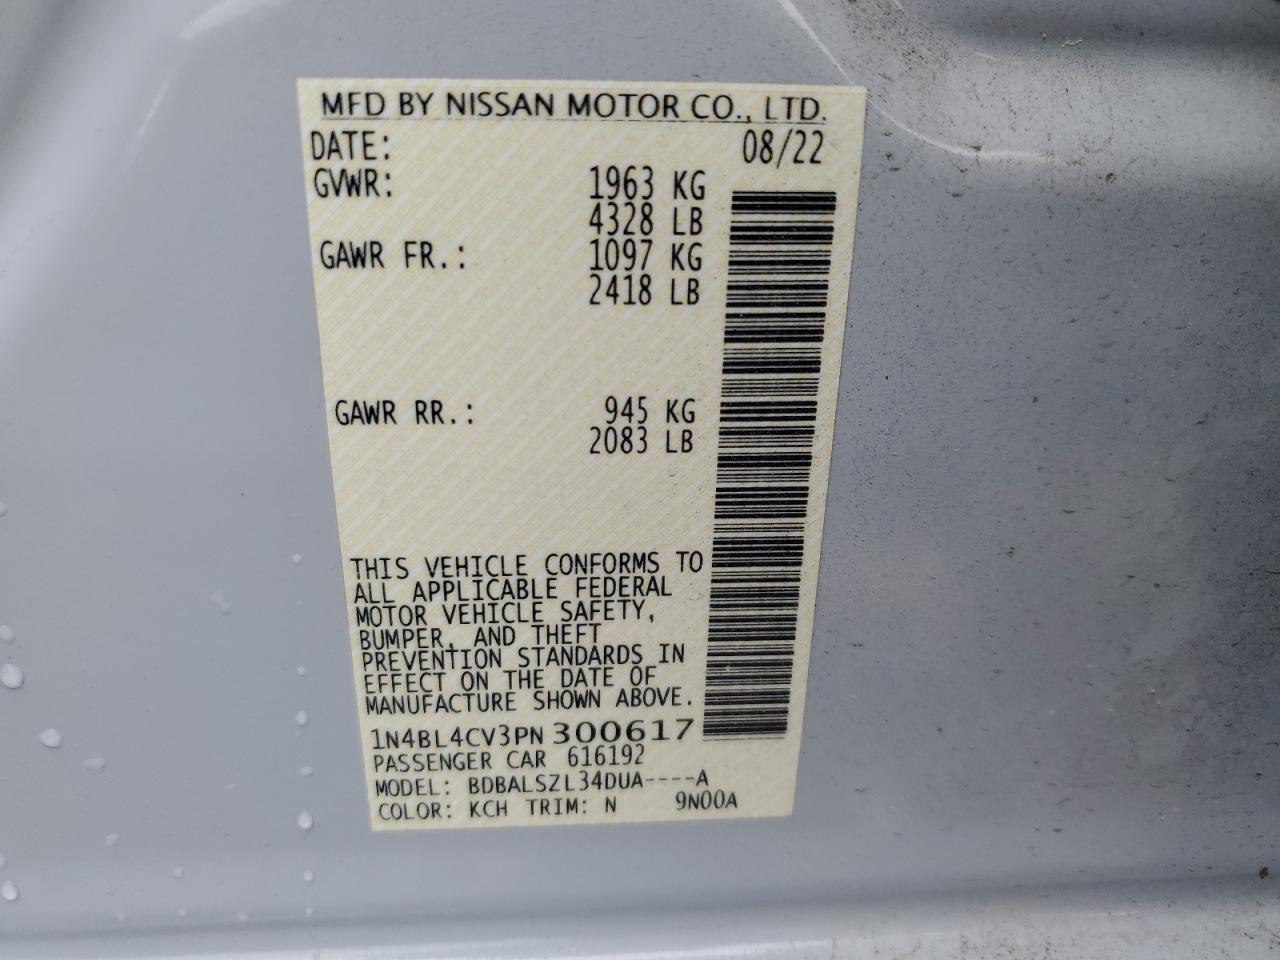 MFD BY NISSAN MOTOR CO., LTD.
DATE: 08/22
GVWR: 1963 KG
4328 LB
GAWR FR.: 1097 KG
2418 LB
GAWR RR.: 945 KG
2083 LB
THIS VEHICLE CONFORMS TO
ALL APPLICABLE FEDERAL
MOTOR VEHICLE SAFETY,
BUMPER, AND THEFT
PREVENTION STANDARDS IN
EFFECT ON THE DATE OF
MANUFACTURE SHOWN ABOVE.
1N4BL4CV3PN300617
PASSENGER CAR 616192
MODEL: BDBALSZL34DUA----A
COLOR: KCH TRIM: N 9N00A